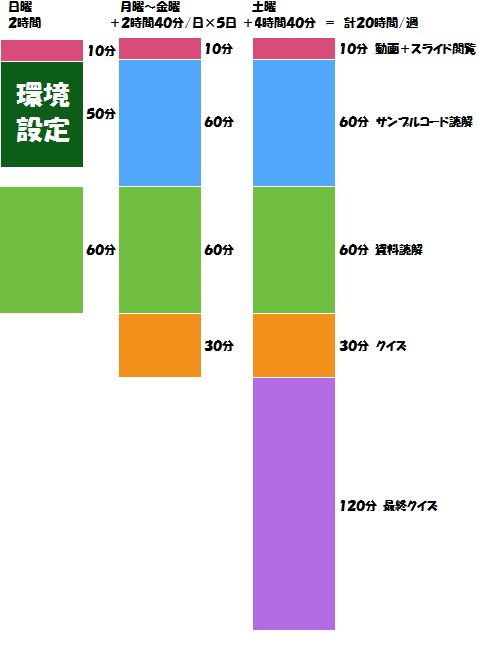 日曜
2時間
月曜～金曜
+2時間40分/日×5日
土曜
+4時間40分 = 計20時間/週
10分
10分
10分 動画+スライド閲覧
環境
設定
50分
60分
60分 サンプルコード読解
60分
60分
60分 資料読解
30分
30分 クイズ
120分 最終クイズ